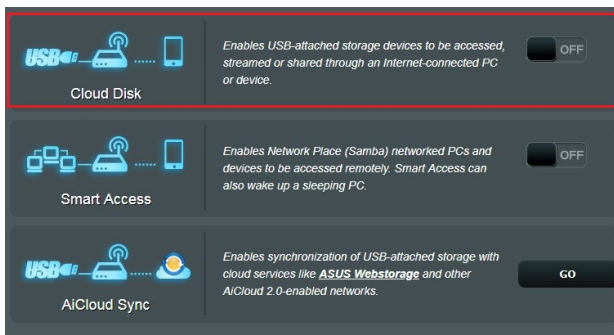 Enables USB-attached storage devices to be accessed,
streamed or shared through an Internet-connected PC
or device.
OFF
USB
Cloud Disk
Enables Network Place (Samba) networked PCs and
devices to be accessed remotely. Smart Access can
also wake up a sleeping PC.
OFF
Smart Access
Enables synchronization of USB-attached storage with
cloud services like ASUS Webstorage and other
AiCloud 2.0-enabled networks.
GO
USB
AiCloud Sync